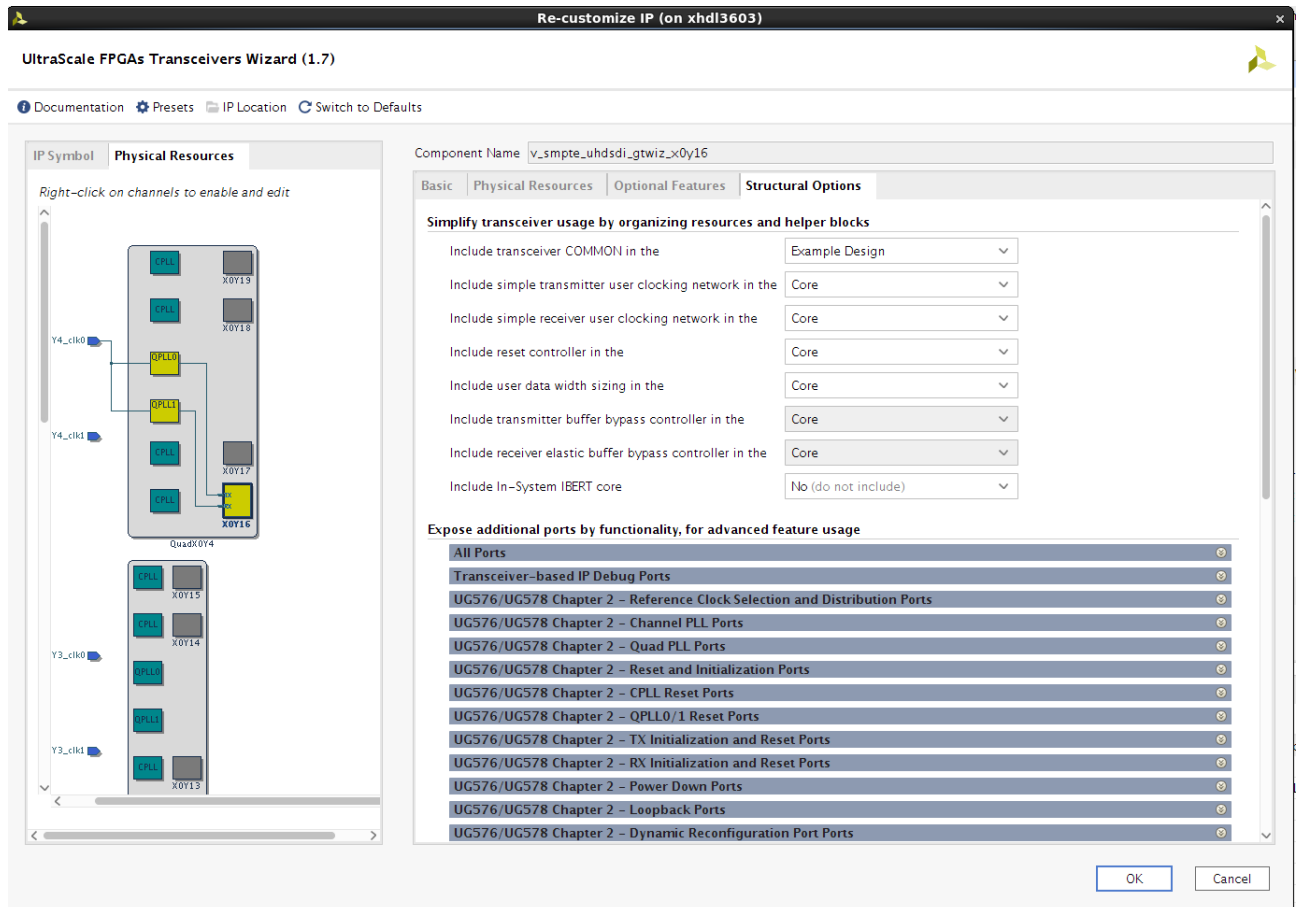 Re-customize IP (on xhdl3603)
UltraScale FPGAs Transceivers Wizard (1.7)
Documentation Presets IP Location Switch to Defaults
IP Symbol Physical Resources
Right-click on channels to enable and edit
CPLL
X0Y19
CPLL
X0Y18
Y4_clk0
QPLL0
QPLL1
Y4_clk1
CPLL
X0Y17
CPLL
X0Y16
QuadX0Y4
CPLL
X0Y15
CPLL
X0Y14
Y3_clk0
QPLL0
QPLL1
Y3_clk1
CPLL
X0Y13
Component Name v_smpte_uhdsdi_gtwiz_x0y16
Basic Physical Resources Optional Features Structural Options
Simplify transceiver usage by organizing resources and helper blocks
Include transceiver COMMON in the Example Design
Include simple transmitter user clocking network in the Core
Include simple receiver user clocking network in the Core
Include reset controller in the Core
Include user data width sizing in the Core
Include transmitter buffer bypass controller in the Core
Include receiver elastic buffer bypass controller in the Core
Include In-System IBERT core No (do not include)
Expose additional ports by functionality, for advanced feature usage
All Ports
Transceiver-based IP Debug Ports
UG576/UG578 Chapter 2 - Reference Clock Selection and Distribution Ports
UG576/UG578 Chapter 2 - Channel PLL Ports
UG576/UG578 Chapter 2 - Quad PLL Ports
UG576/UG578 Chapter 2 - Reset and Initialization Ports
UG576/UG578 Chapter 2 - CPLL Reset Ports
UG576/UG578 Chapter 2 - QPLL0/1 Reset Ports
UG576/UG578 Chapter 2 - TX Initialization and Reset Ports
UG576/UG578 Chapter 2 - RX Initialization and Reset Ports
UG576/UG578 Chapter 2 - Power Down Ports
UG576/UG578 Chapter 2 - Loopback Ports
UG576/UG578 Chapter 2 - Dynamic Reconfiguration Port Ports
OK Cancel